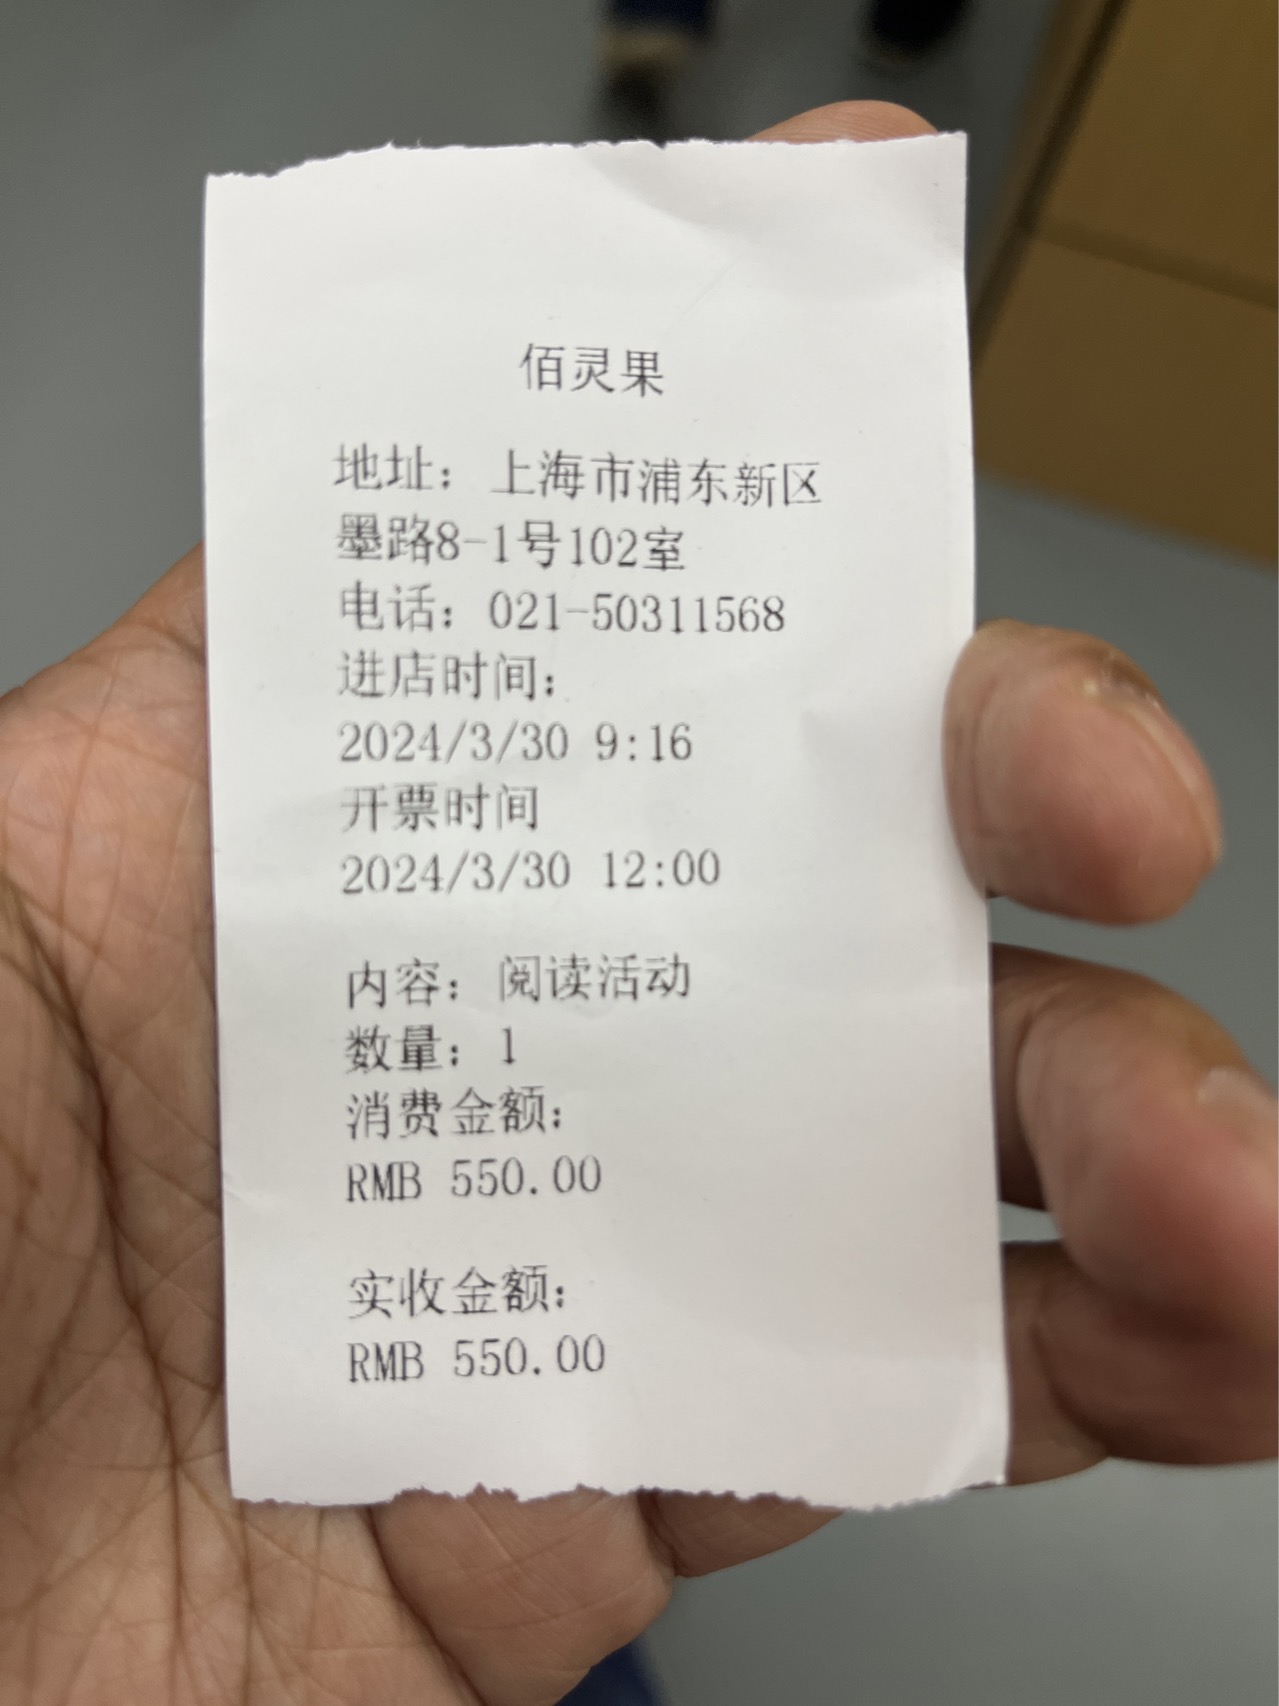 佰灵果
地址：上海市浦东新区
墨路8-1号102室
电话：021-50311568
进店时间：
2024/3/30 9:16
开票时间
2024/3/30 12:00
内容：阅读活动
数量：1
消费金额：
RMB 550.00
实收金额：
RMB 550.00